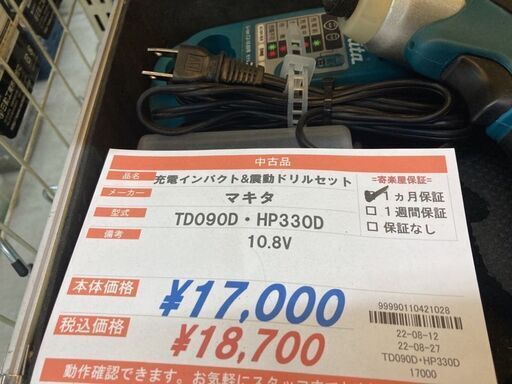 makita
中古品
品名 充電インパクト&震動ドリルセット
メーカー マキタ
型式 TD090D・HP330D
備考 10.8V
=寄楽屋保証=
1ヵ月保証
1週間保証
保証なし
本体価格 ¥17,000
税込価格 ¥18,700
99990110421028
22-08-12
22-08-27
TD090D・HP330D
17000
動作確認できます。お気軽にスタッフ